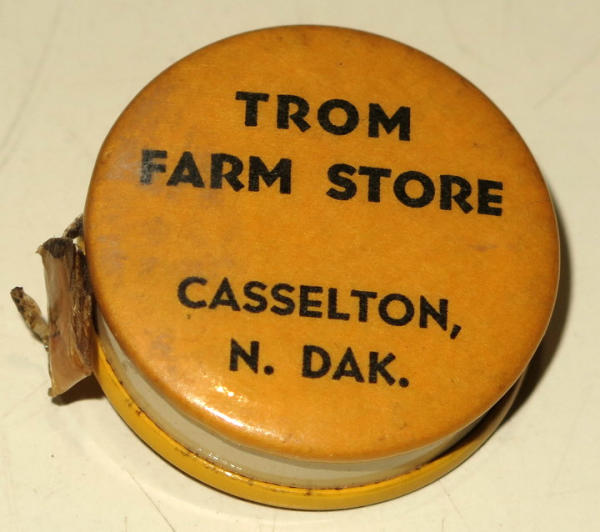 TROM
FARM STORE
CASSELTON,
N. DAK.